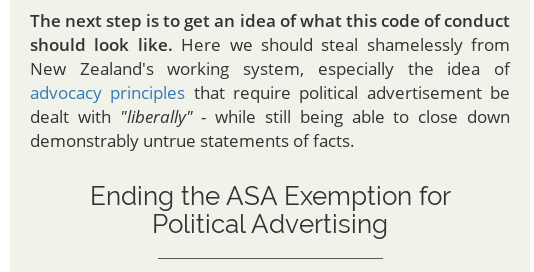 The next step is to get an idea of what this code of conduct
should look like. Here we should steal shamelessly from
New Zealand's working system, especially the idea of
advocacy principles that require political advertisement be
dealt with "liberally" - while still being able to close down
demonstrably untrue statements of facts.
Ending the ASA Exemption for
Political Advertising